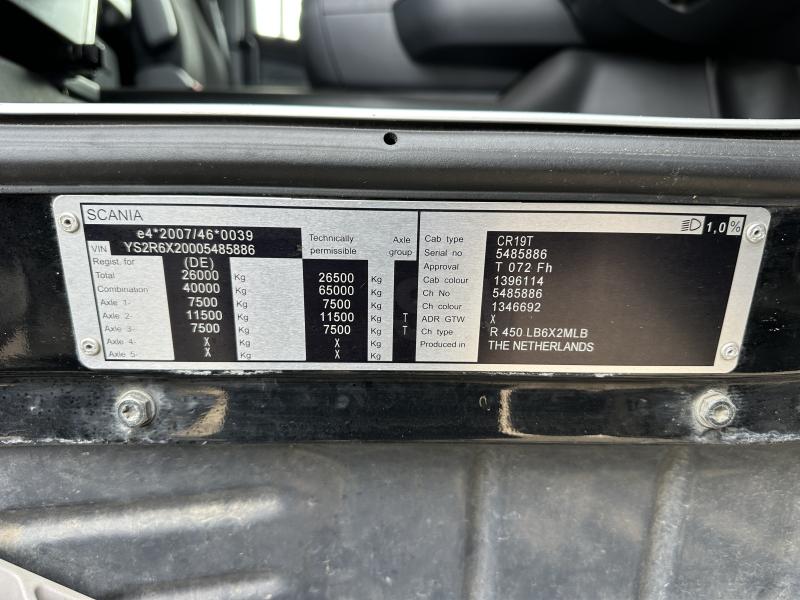 SCANIA
e4*2007/46*0039
VIN YS2R6X20005485886
Regist. for (DE) Technically permissible Axle group
Total 26000 Kg 26500 Kg
Combination 40000 Kg 65000 Kg
Axle 1- 7500 Kg 7500 Kg
Axle 2- 11500 Kg 11500 Kg T
Axle 3- 7500 Kg 7500 Kg T
Axle 4- X Kg X Kg
Axle 5- X Kg X Kg
1,0%
Cab type CR19T
Serial no 5485886
Approval T 072 Fh
Cab colour 1396114
Ch No 5485886
Ch colour 1346692
ADR GTW X
Ch type R 450 LB6X2MLB
Produced in THE NETHERLANDS